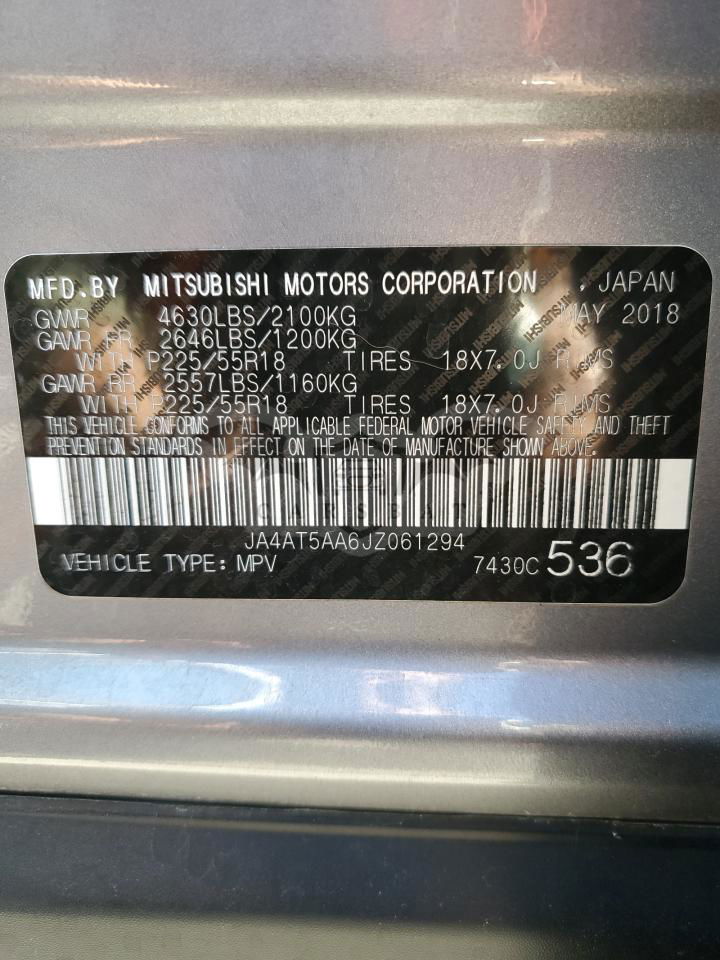 MFD.BY MITSUBISHI MOTORS CORPORATION , JAPAN
GVWR 4630LBS/2100KG MAY 2018
GAWR FR 2646LBS/1200KG
WITH P225/55R18 TIRES 18X7.0J RIMS
GAWR RR 2557LBS/1160KG
WITH P225/55R18 TIRES 18X7.0J RIMS
THIS VEHICLE CONFORMS TO ALL APPLICABLE FEDERAL MOTOR VEHICLE SAFETY AND THEFT
PREVENTION STANDARDS IN EFFECT ON THE DATE OF MANUFACTURE SHOWN ABOVE.
JA4AT5AA6JZ061294
VEHICLE TYPE: MPV 7430C 536